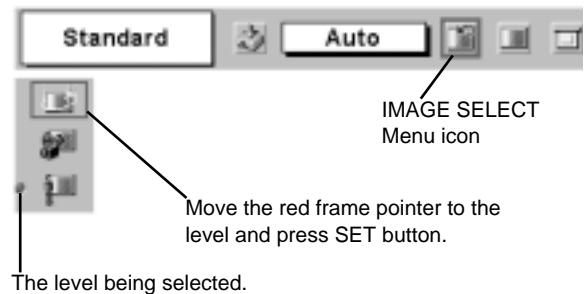 Standard
Auto
IMAGE SELECT
Menu icon
Move the red frame pointer to the
level and press SET button.
The level being selected.